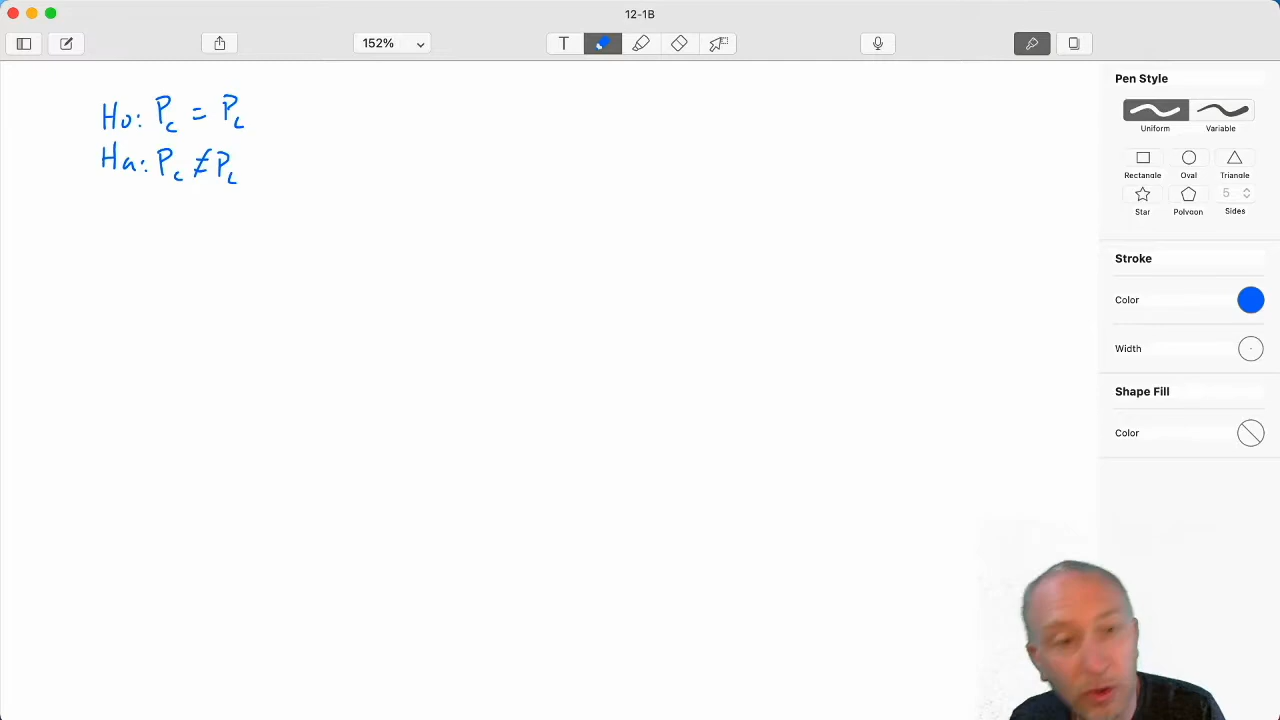 12-1B
152%
T
Pen Style
Uniform Variable
Rectangle Oval Triangle
Star Polygon 5 Sides
Stroke
Color
Width
Shape Fill
Color
Ho: Pc = PL
Ha: Pc ≠ PL